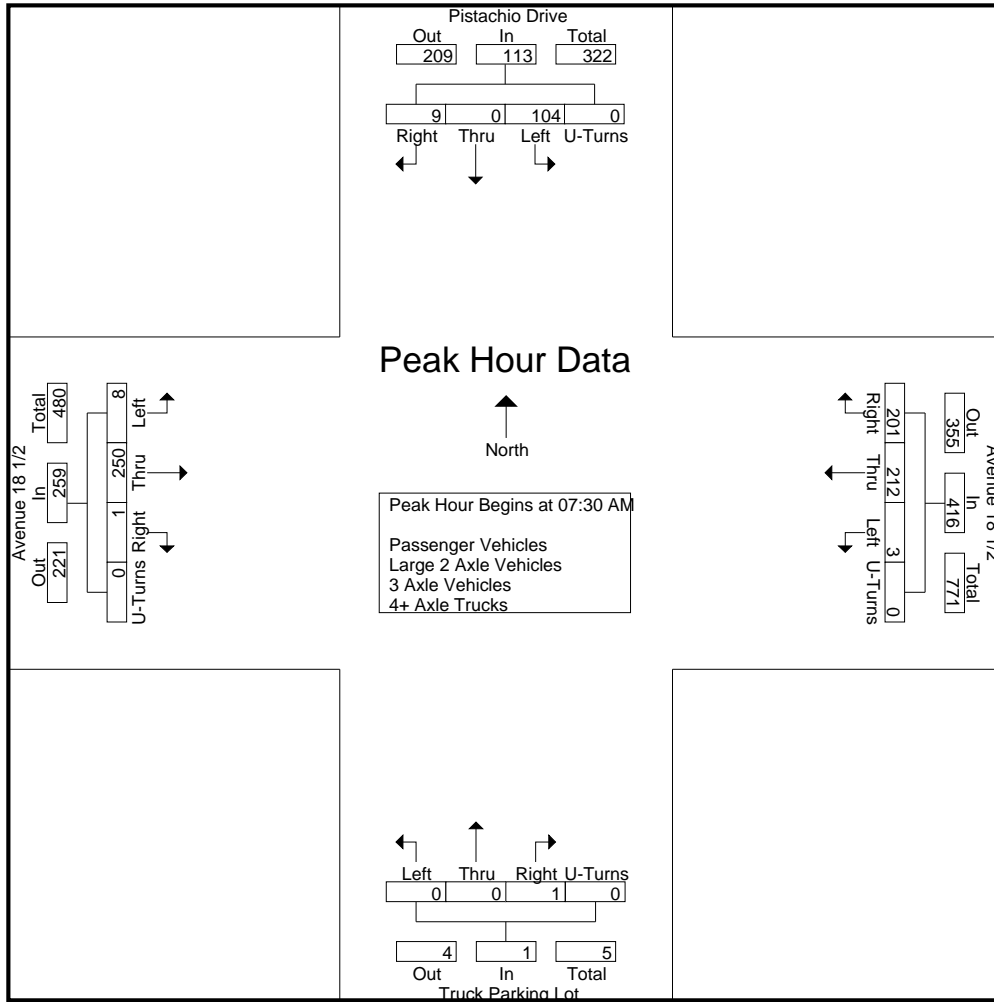 Pistachio Drive
Out In Total
209 113 322
9 0 104 0
Right Thru Left U-Turns
Peak Hour Data
North
Peak Hour Begins at 07:30 AM
Passenger Vehicles
Large 2 Axle Vehicles
3 Axle Vehicles
4+ Axle Trucks
Avenue 18 1/2
Out In Total
221 259 480
0 1 250 8
U-Turns Right Thru Left
Avenue 18 1/2
Out In Total
355 416 771
201 212 3 0
Right Thru Left U-Turns
Left Thru Right U-Turns
0 0 1 0
4 1 5
Out In Total
Truck Parking Lot